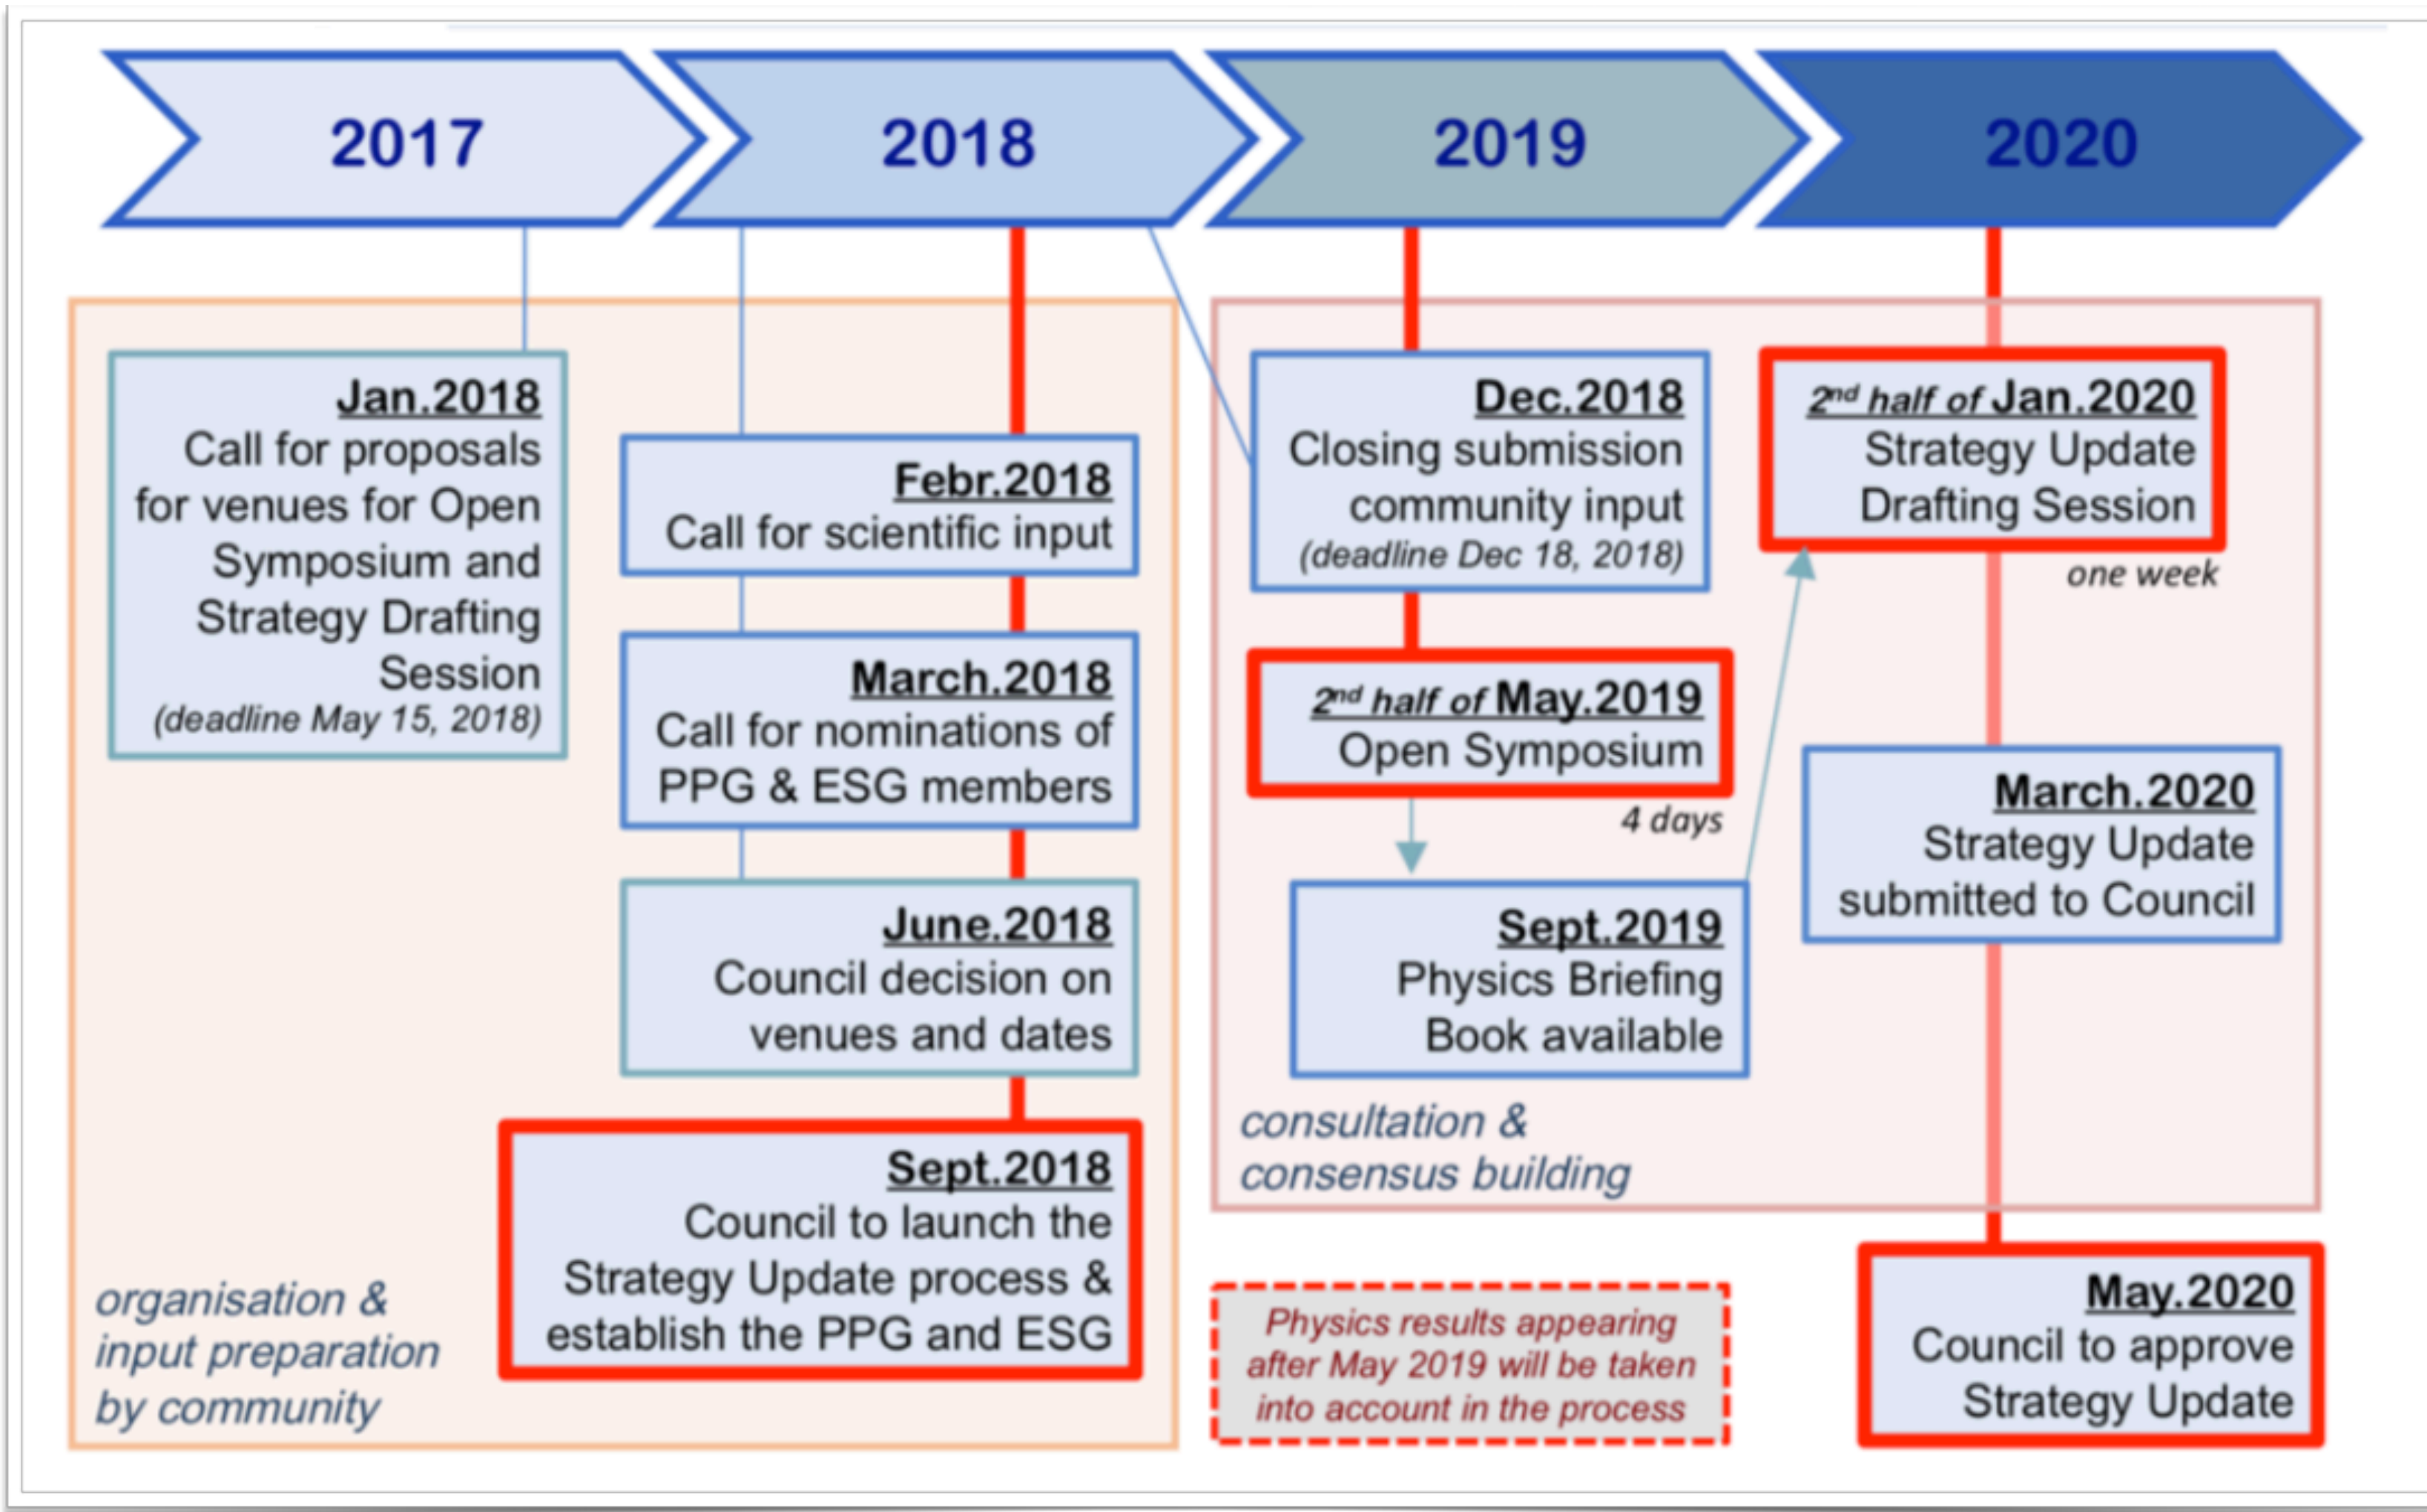 2017
2018
2019
2020
Jan.2018
Call for proposals
for venues for Open
Symposium and
Strategy Drafting
Session
(deadline May 15, 2018)
Febr.2018
Call for scientific input
March.2018
Call for nominations of
PPG & ESG members
June.2018
Council decision on
venues and dates
Sept.2018
Council to launch the
Strategy Update process &
establish the PPG and ESG
organisation &
input preparation
by community
Dec.2018
Closing submission
community input
(deadline Dec 18, 2018)
2nd half of May.2019
Open Symposium
4 days
Sept.2019
Physics Briefing
Book available
consultation &
consensus building
2nd half of Jan.2020
Strategy Update
Drafting Session
one week
March.2020
Strategy Update
submitted to Council
Physics results appearing
after May 2019 will be taken
into account in the process
May.2020
Council to approve
Strategy Update